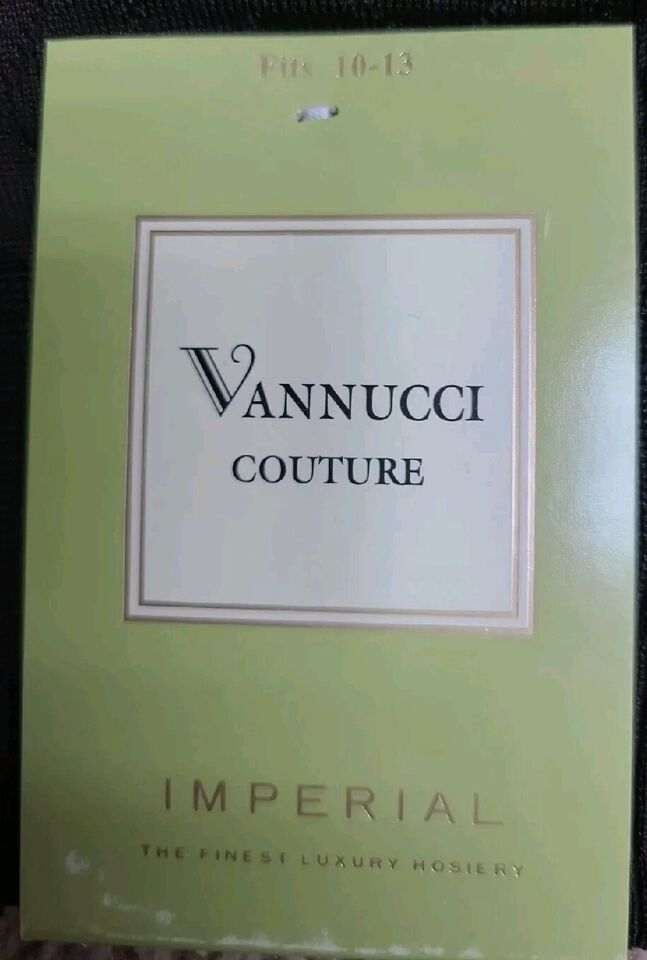 Fits 10-13
VANNUCCI
COUTURE
IMPERIAL
THE FINEST LUXURY HOSIERY